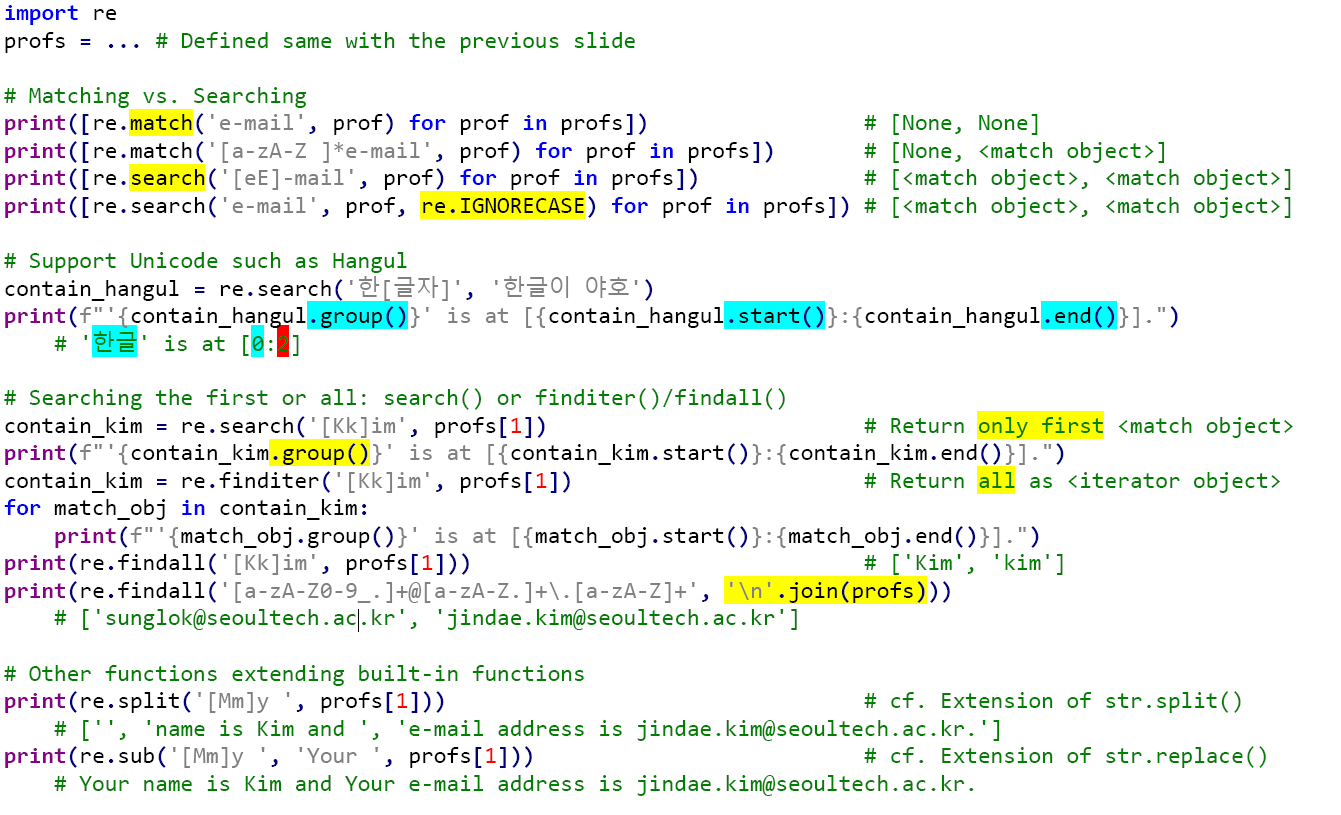 import re
profs = ... # Defined same with the previous slide
# Matching vs. Searching
print([re.match('e-mail', prof) for prof in profs]) # [None, None]
print([re.match('[a-zA-Z ]*e-mail', prof) for prof in profs]) # [None, <match object>]
print([re.search('[eE]-mail', prof) for prof in profs]) # [<match object>, <match object>]
print([re.search('e-mail', prof, re.IGNORECASE) for prof in profs]) # [<match object>, <match object>]
# Support Unicode such as Hangul
contain_hangul = re.search('한[글자]', '한글이 야호')
print(f"'{contain_hangul.group()}' is at [{contain_hangul.start()}:{contain_hangul.end()}].")
# '한글' is at [0:2]
# Searching the first or all: search() or finditer()/findall()
contain_kim = re.search('[Kk]im', profs[1]) # Return only first <match object>
print(f"'{contain_kim.group()}' is at [{contain_kim.start()}:{contain_kim.end()}].")
contain_kim = re.finditer('[Kk]im', profs[1]) # Return all as <iterator object>
for match_obj in contain_kim:
print(f"'{match_obj.group()}' is at [{match_obj.start()}:{match_obj.end()}].")
print(re.findall('[Kk]im', profs[1])) # ['Kim', 'kim']
print(re.findall('[a-zA-Z0-9_.]+@[a-zA-Z.]+\.[a-zA-Z]+', '\n'.join(profs)))
# ['sunglok@seoultech.ac.kr', 'jindae.kim@seoultech.ac.kr']
# Other functions extending built-in functions
print(re.split('[Mm]y ', profs[1])) # cf. Extension of str.split()
# ['', 'name is Kim and ', 'e-mail address is jindae.kim@seoultech.ac.kr.']
print(re.sub('[Mm]y ', 'Your ', profs[1])) # cf. Extension of str.replace()
# Your name is Kim and Your e-mail address is jindae.kim@seoultech.ac.kr.